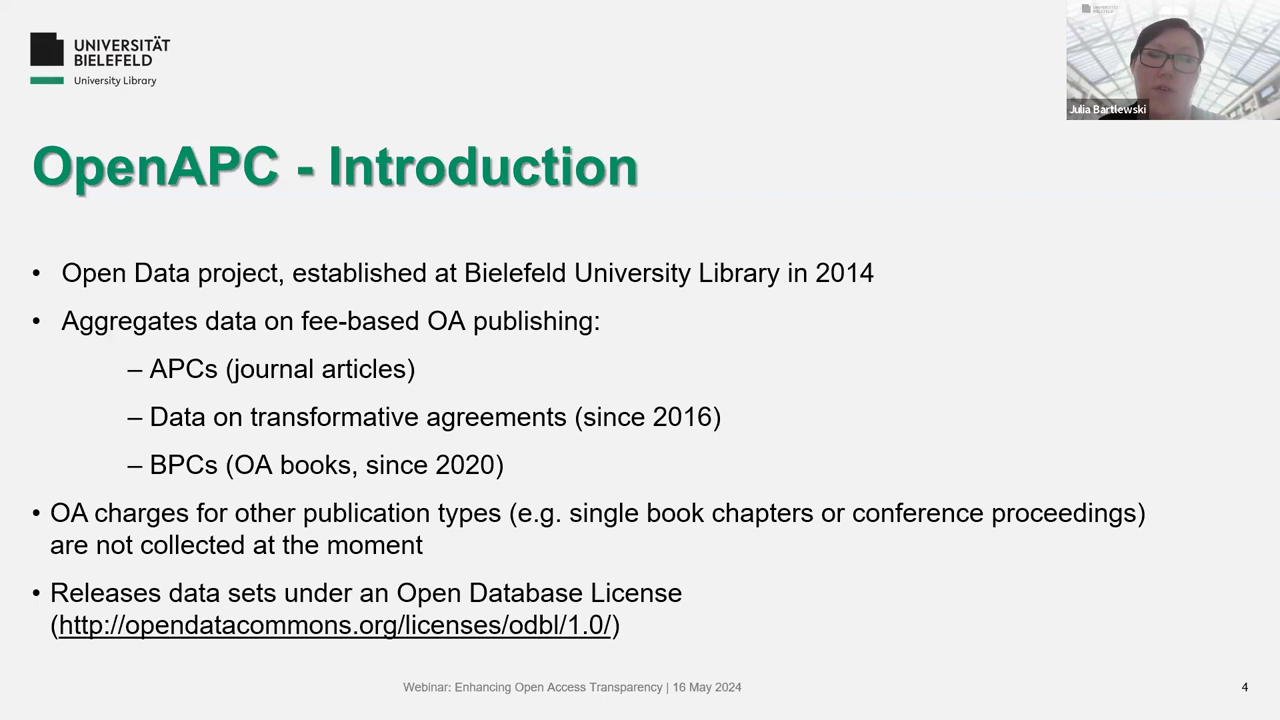 UNIVERSITÄT
BIELEFELD
University Library
UNIVERSITÄT
BIELEFELD
Julia Bartlewski
OpenAPC - Introduction
• Open Data project, established at Bielefeld University Library in 2014
• Aggregates data on fee-based OA publishing:
– APCs (journal articles)
– Data on transformative agreements (since 2016)
– BPCs (OA books, since 2020)
• OA charges for other publication types (e.g. single book chapters or conference proceedings)
are not collected at the moment
• Releases data sets under an Open Database License
(http://opendatacommons.org/licenses/odbl/1.0/)
Webinar: Enhancing Open Access Transparency | 16 May 2024
4